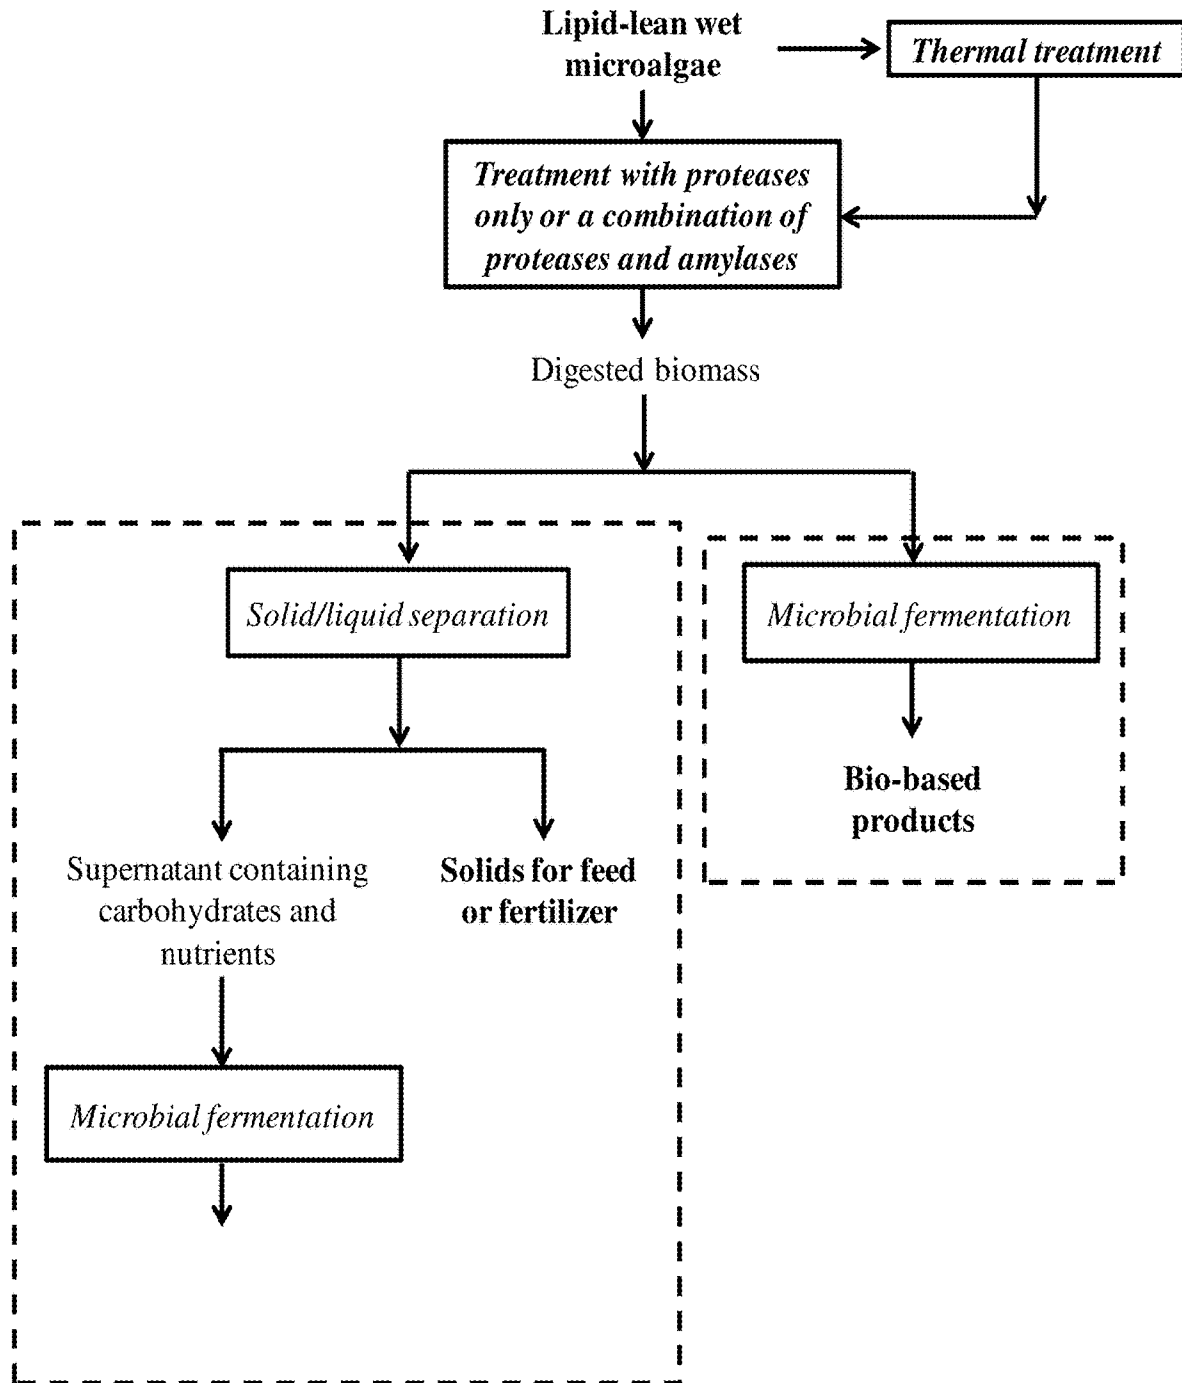 Lipid-lean wet
microalgae
Thermal treatment
Treatment with proteases
only or a combination of
proteases and amylases
Digested biomass
Solid/liquid separation
Microbial fermentation
Bio-based
products
Supernatant containing
carbohydrates and
nutrients
Solids for feed
or fertilizer
Microbial fermentation